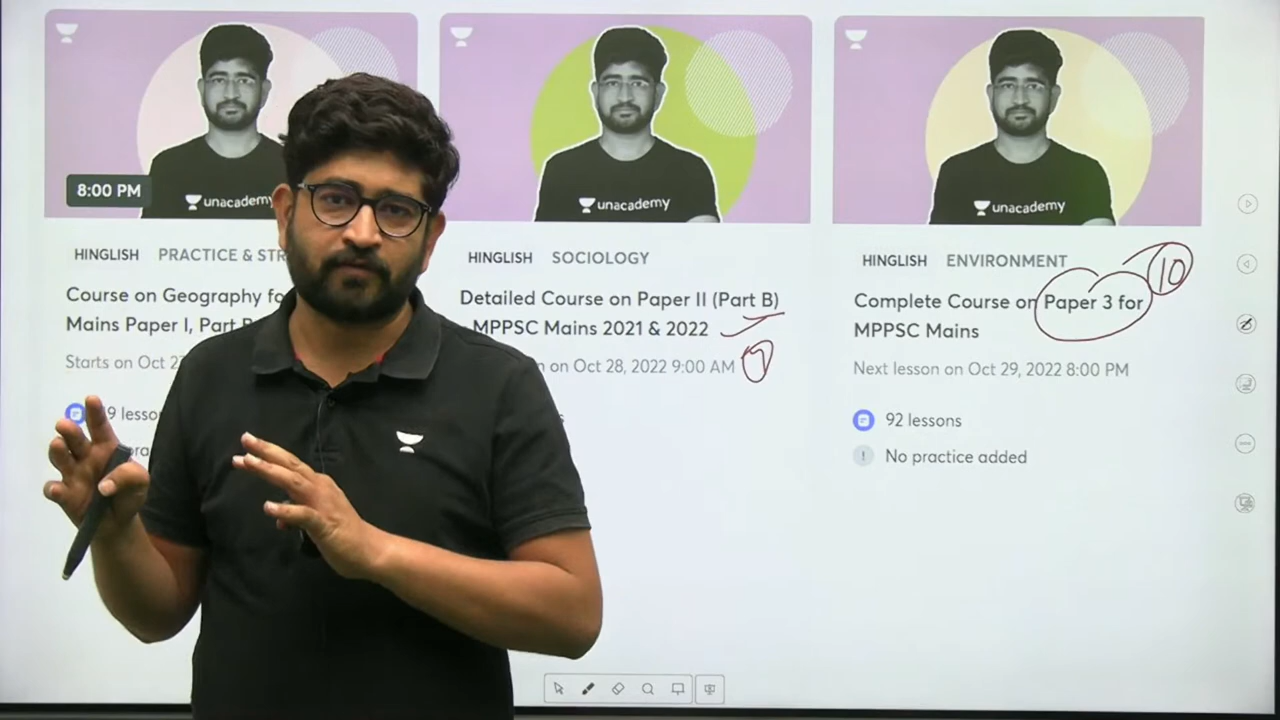 8:00 PM
unacademy
unacademy
unacademy
HINGLISH PRACTICE & STR
HINGLISH SOCIOLOGY
HINGLISH ENVIRONMENT
Course on Geography fo
Mains Paper I, Part B
Starts on Oct 27
9 lesso
Detailed Course on Paper II (Part B)
MPPSC Mains 2021 & 2022
n on Oct 28, 2022 9:00 AM
Complete Course on Paper 3 for
10
MPPSC Mains
Next lesson on Oct 29, 2022 8:00 PM
92 lessons
No practice added